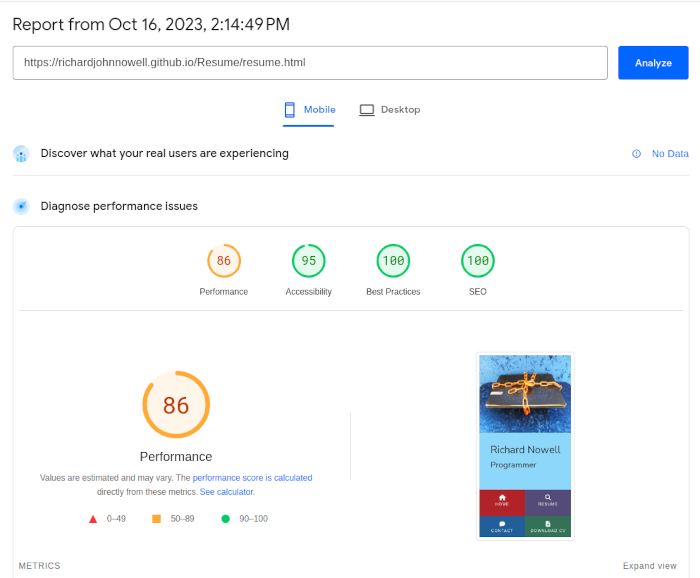 Report from Oct 16, 2023, 2:14:49 PM
https://richardjohnnowell.github.io/Resume/resume.html
Analyze
Mobile
Desktop
Discover what your real users are experiencing
No Data
Diagnose performance issues
86
95
100
100
Performance
Accessibility
Best Practices
SEO
86
Performance
Values are estimated and may vary. The performance score is calculated
directly from these metrics. See calculator.
0–49
50–89
90–100
Richard Nowell
Programmer
HOME
RESUME
CONTACT
DOWNLOAD CV
METRICS
Expand view